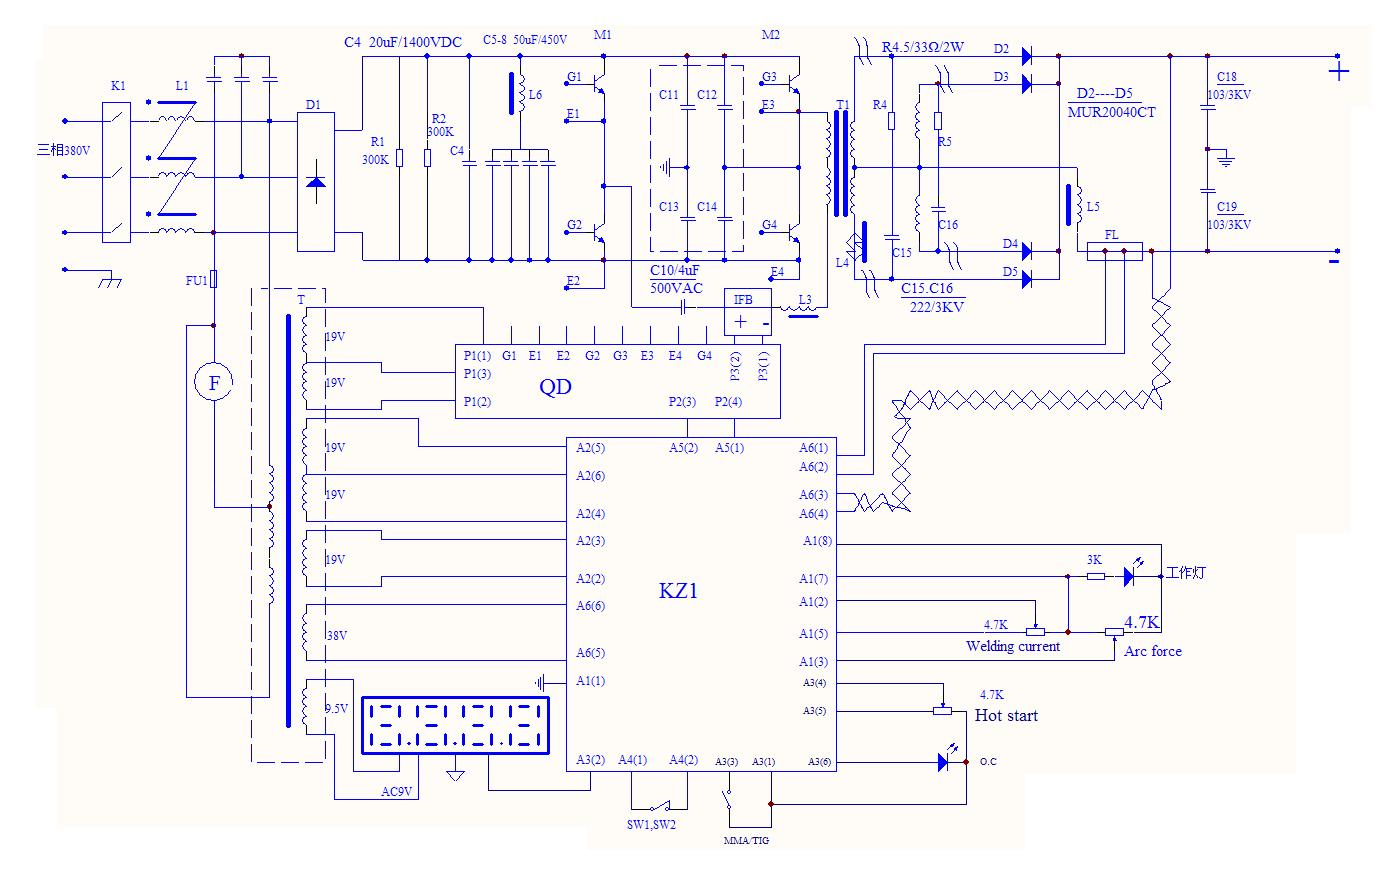 C4 20uF/1400VDC
C5-8 50uF/450V
M1
M2
R4.5/33Ω/2W
D2
D3
K1
L1
D1
G1
E1
L6
C11
C12
G3
E3
T1
R4
R5
D2----D5
MUR20040CT
C18
103/3KV
三相380V
R1
300K
R2
300K
C4
G2
E2
C13
C14
G4
E4
C10/4uF
500VAC
L4
C15
C16
D4
D5
C15.C16
222/3KV
L5
FL
C19
103/3KV
+
-
FU1
T
F
IFB
+ -
L3
19V
19V
19V
19V
19V
38V
9.5V
P1(1)
G1
E1
E2
G2
G3
E3
E4
G4
P3(2)
P3(1)
P1(3)
P1(2)
QD
P2(3)
P2(4)
A2(5)
A5(2)
A5(1)
A6(1)
A2(6)
A6(2)
A6(3)
A2(4)
A6(4)
A2(3)
A1(8)
A2(2)
A1(7)
KZ1
A6(6)
A1(2)
A1(5)
A6(5)
A1(3)
A1(1)
A3(4)
A3(5)
A3(2)
A4(1)
A4(2)
A3(3)
A3(1)
A3(6)
3K
工作灯
4.7K
Welding current
4.7K
Arc force
4.7K
Hot start
O.C
AC9V
SW1,SW2
MMA/TIG